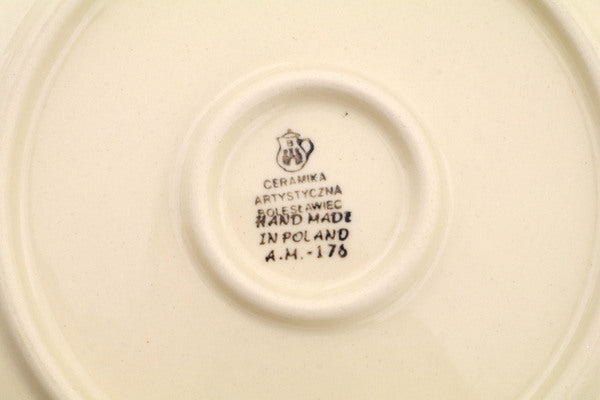 CERAMIKA
ARTYSTYCZNA
BOLESŁAWIEC
HAND MADE
IN POLAND
A.M.-176